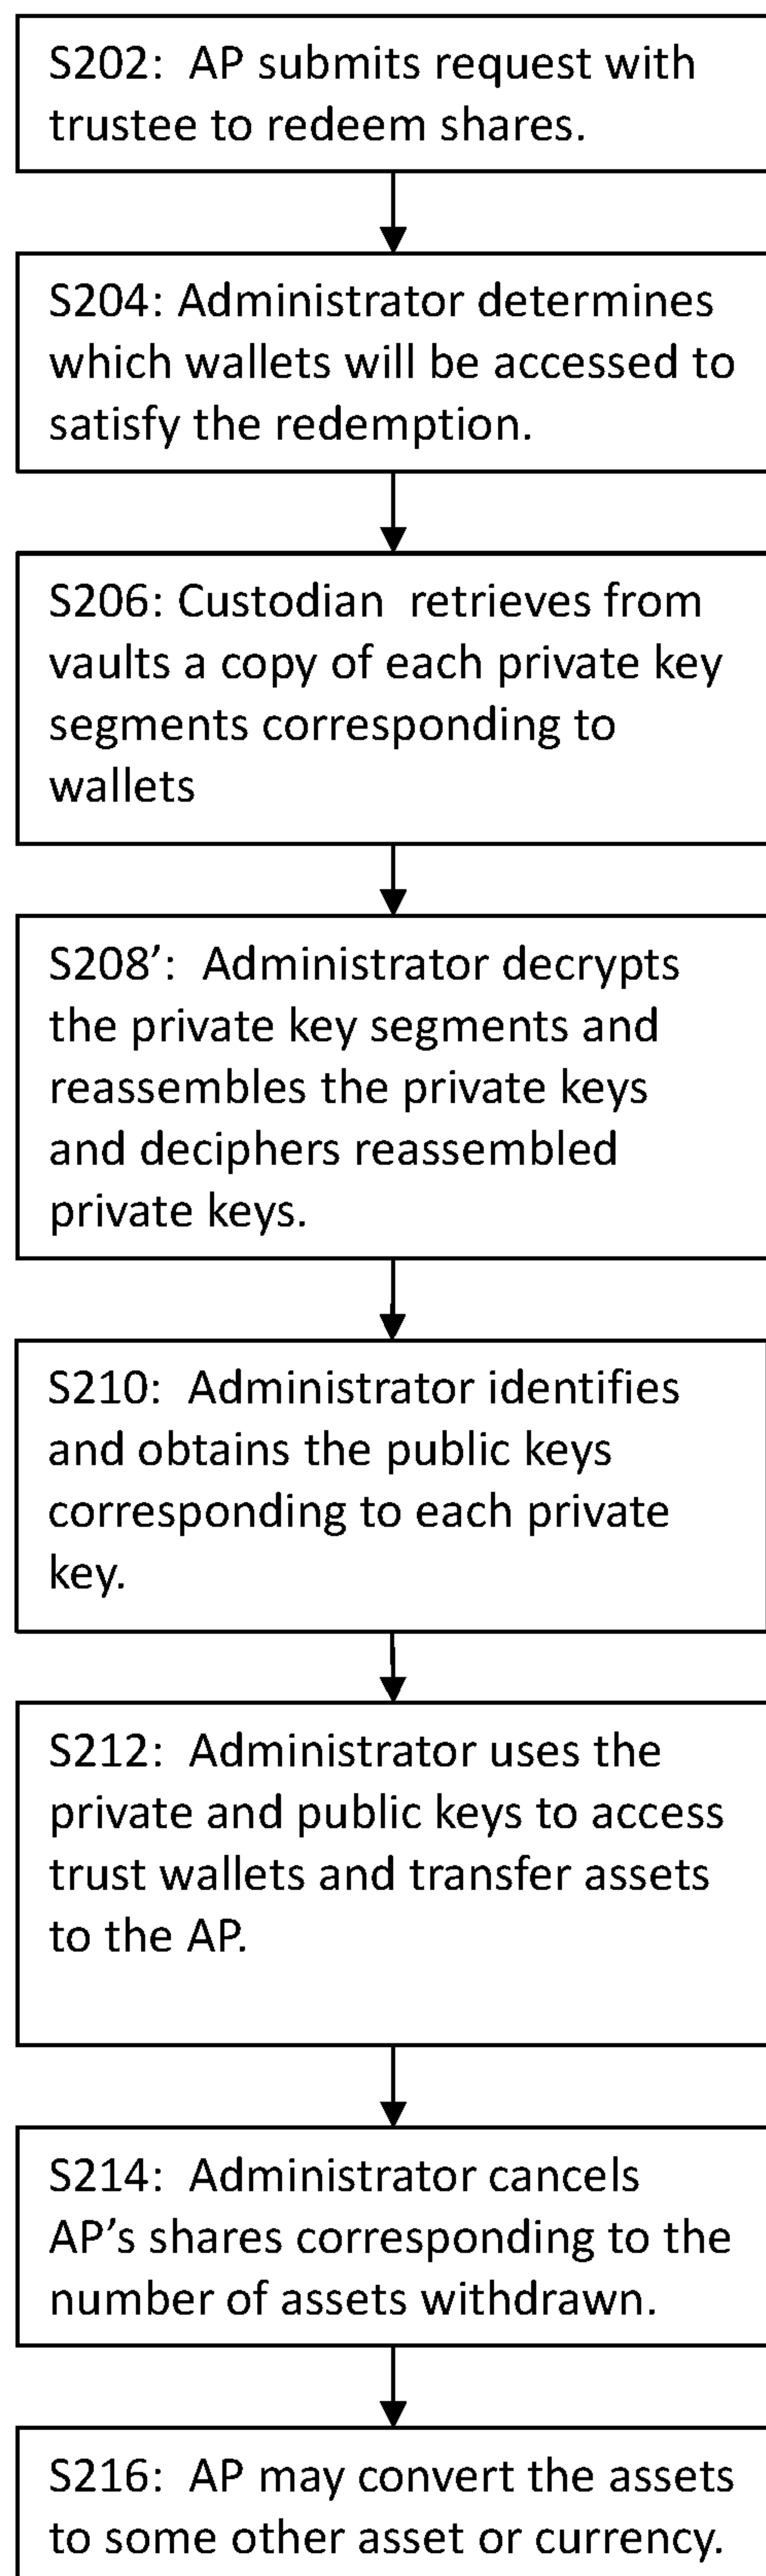 S202:  AP submits request with
trustee to redeem shares.
S204: Administrator determines
which wallets will be accessed to
satisfy the redemption.
S206: Custodian  retrieves from
vaults a copy of each private key
segments corresponding to
wallets
S208’:  Administrator decrypts
the private key segments and
reassembles the private keys
and deciphers reassembled
private keys.
S210:  Administrator identifies
and obtains the public keys
corresponding to each private
key.
S212:  Administrator uses the
private and public keys to access
trust wallets and transfer assets
to the AP.
S214:  Administrator cancels
AP’s shares corresponding to the
number of assets withdrawn.
S216:  AP may convert the assets
to some other asset or currency.